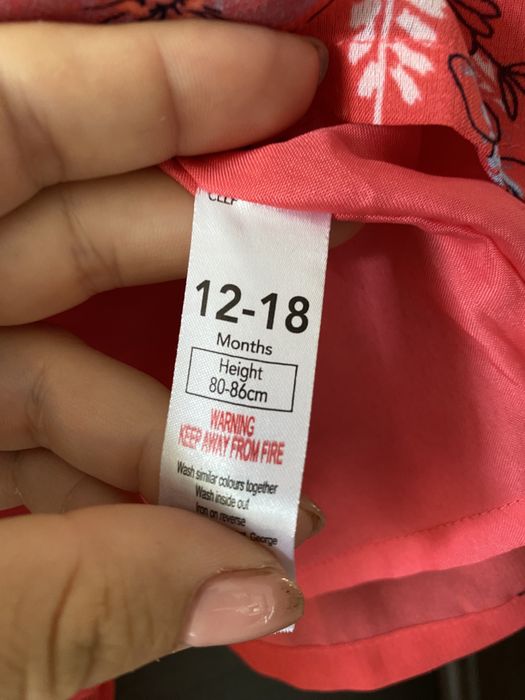 12-18
Months
Height
80-86cm
WARNING
KEEP AWAY FROM FIRE
Wash similar colours together
Wash inside out
Iron on reverse
George